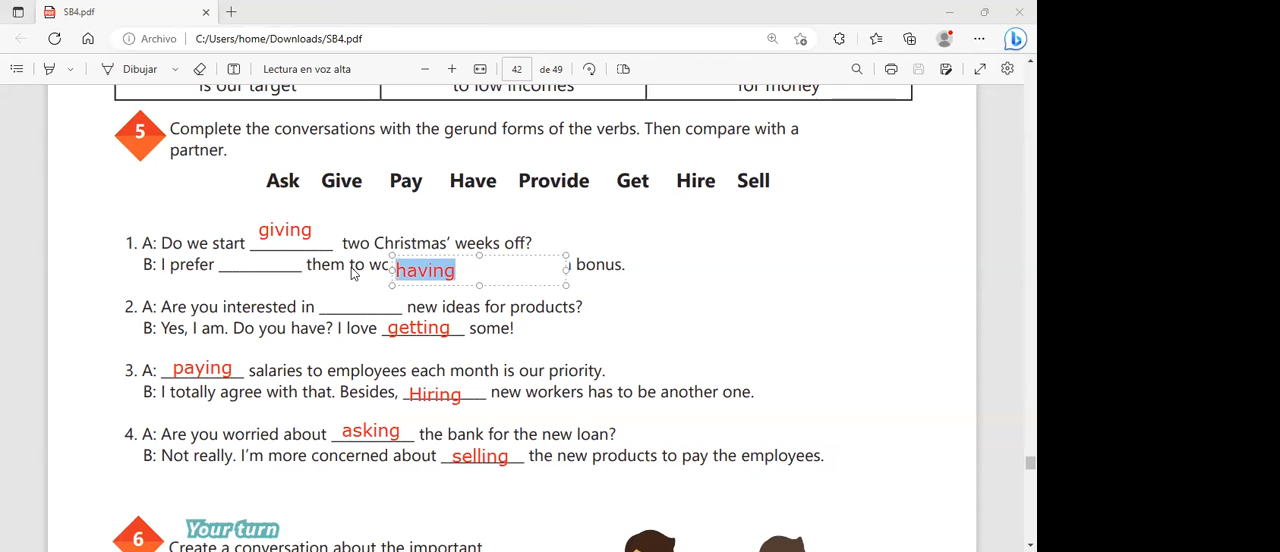 SB4.pdf
Archivo C:/Users/home/Downloads/SB4.pdf
Dibujar Lectura en voz alta 42 de 49
is our target to low incomes for money
5 Complete the conversations with the gerund forms of the verbs. Then compare with a
partner.
Ask Give Pay Have Provide Get Hire Sell
1. A: Do we start giving two Christmas' weeks off?
B: I prefer __________ them to having bonus.
2. A: Are you interested in __________ new ideas for products?
B: Yes, I am. Do you have? I love getting some!
3. A: paying salaries to employees each month is our priority.
B: I totally agree with that. Besides, Hiring new workers has to be another one.
4. A: Are you worried about asking the bank for the new loan?
B: Not really. I'm more concerned about selling the new products to pay the employees.
6 Your turn
Create a conversation about the important